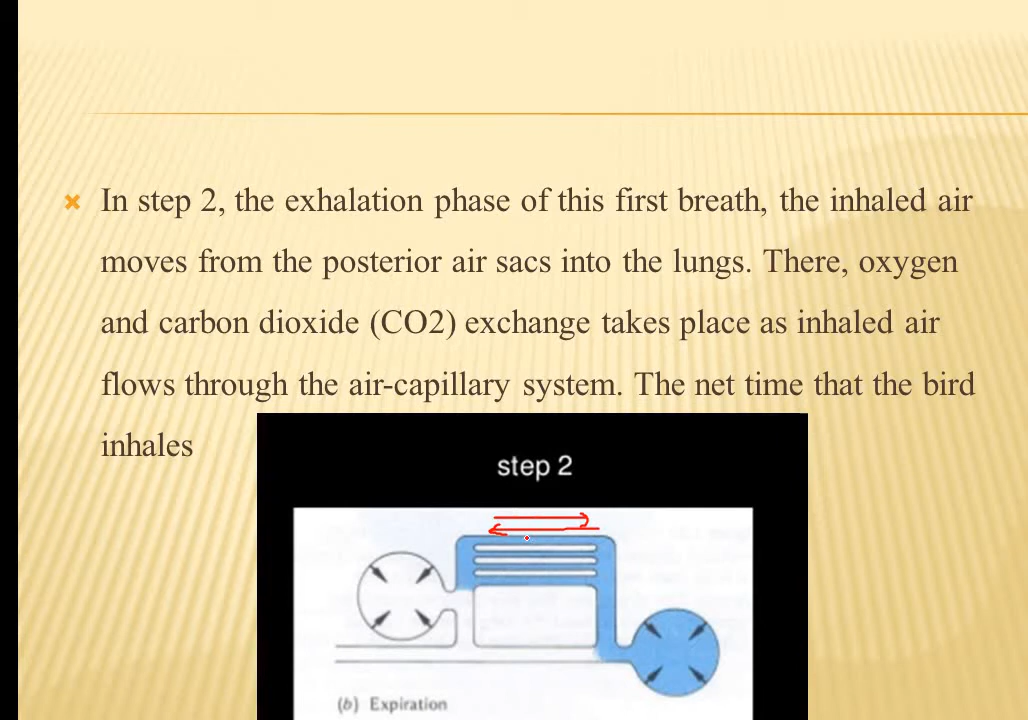 In step 2, the exhalation phase of this first breath, the inhaled air
moves from the posterior air sacs into the lungs. There, oxygen
and carbon dioxide (CO2) exchange takes place as inhaled air
flows through the air-capillary system. The net time that the bird
inhales
step 2
(b) Expiration